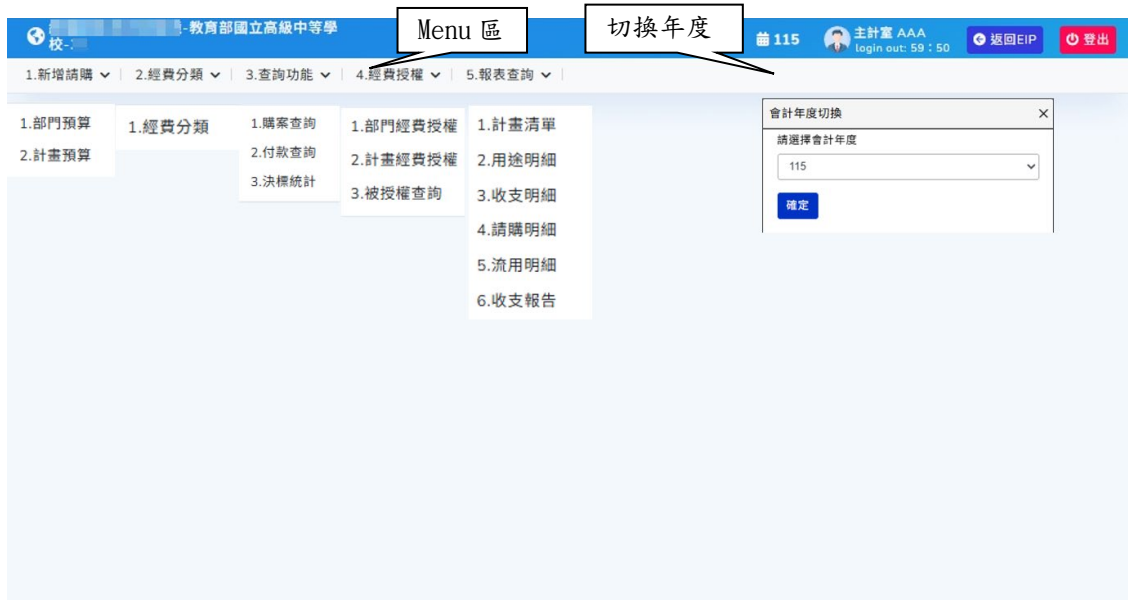 -教育部國立高級中等學
校-
Menu 區
切換年度
115
主計室 AAA
login out: 59：50
返回EIP
登出
1.新增請購
2.經費分類
3.查詢功能
4.經費授權
5.報表查詢
1.部門預算
2.計畫預算
1.經費分類
1.購案查詢
2.付款查詢
3.決標統計
1.部門經費授權
2.計畫經費授權
3.被授權查詢
1.計畫清單
2.用途明細
3.收支明細
4.請購明細
5.流用明細
6.收支報告
會計年度切換
請選擇會計年度
115
確定